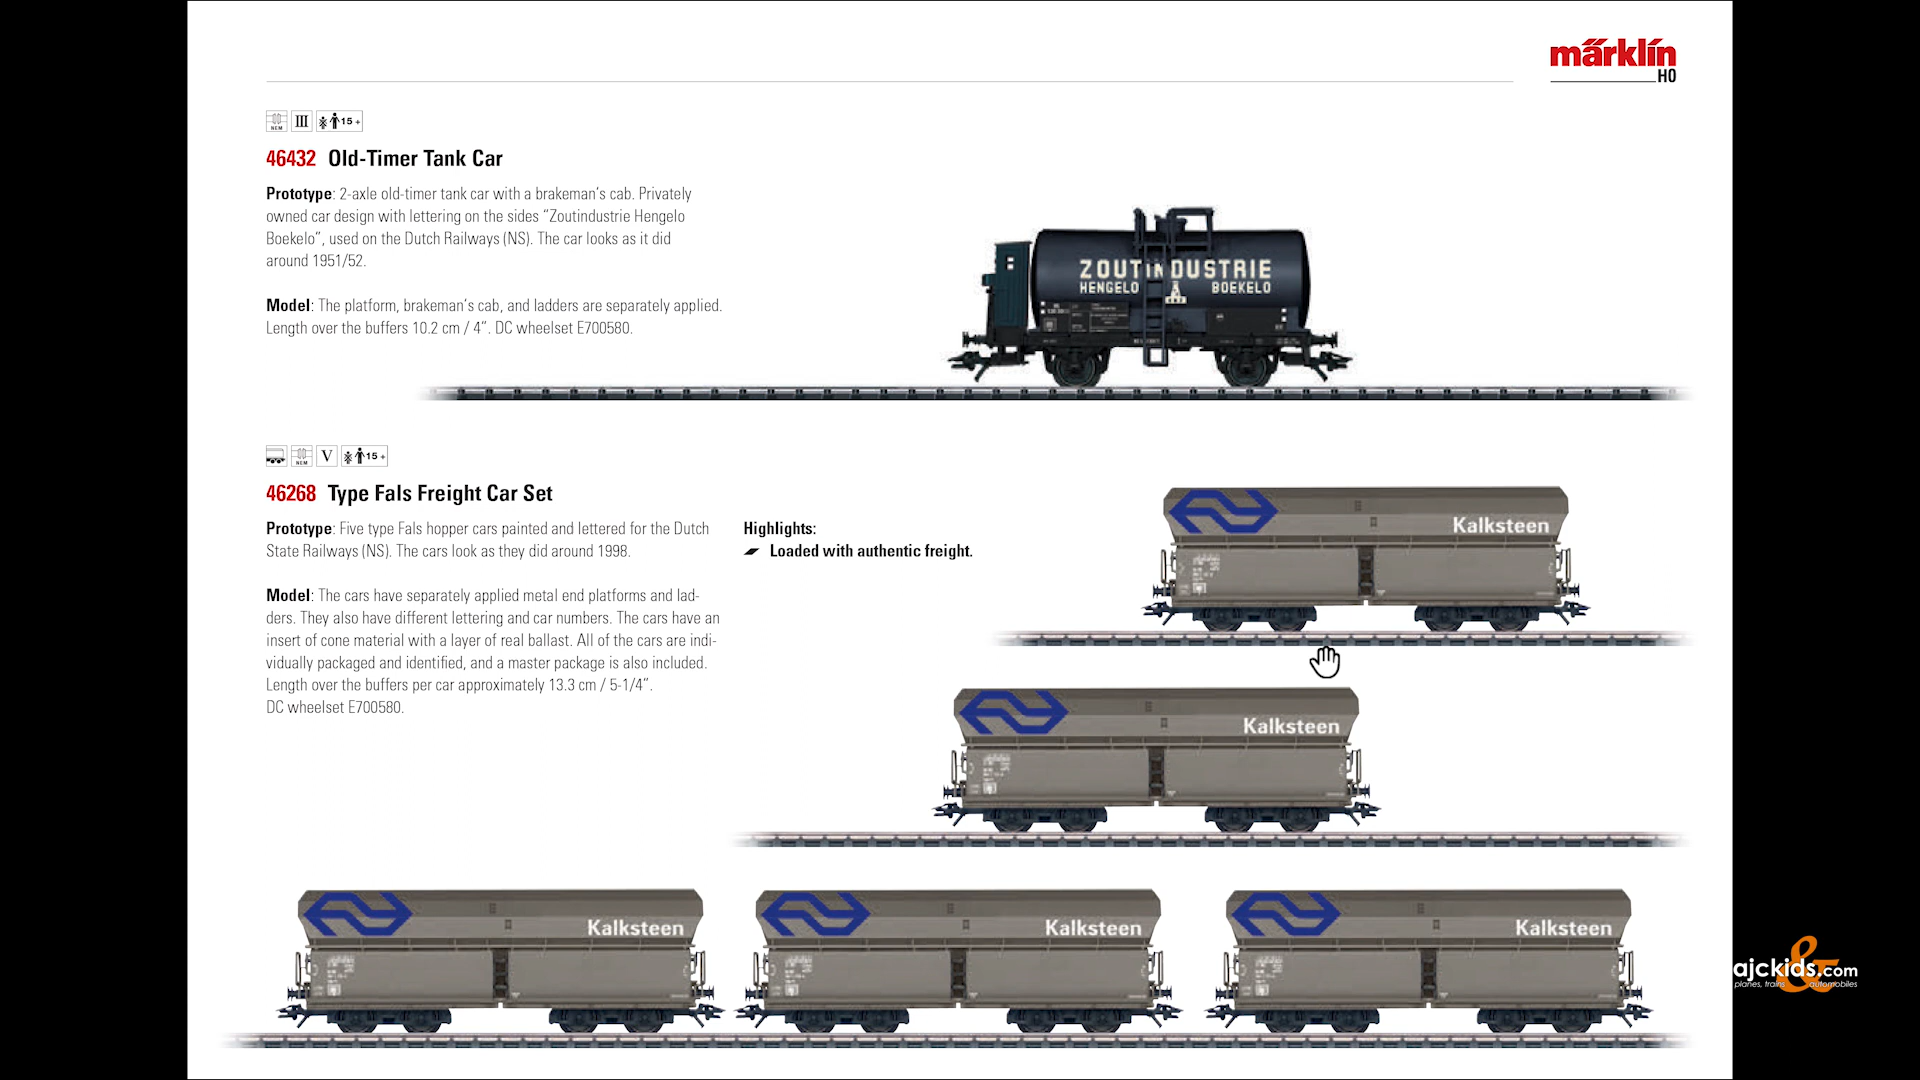 märklin
H0
NEM III 15 +
46432 Old-Timer Tank Car
Prototype: 2-axle old-timer tank car with a brakeman’s cab. Privately
owned car design with lettering on the sides “Zoutindustrie Hengelo
Boekelo”, used on the Dutch Railways (NS). The car looks as it did
around 1951/52.
Model: The platform, brakeman’s cab, and ladders are separately applied.
Length over the buffers 10.2 cm / 4”. DC wheelset E700580.
ZOUTINDUSTRIE
HENGELO BOEKELO
NEM V 15 +
46268 Type Fals Freight Car Set
Prototype: Five type Fals hopper cars painted and lettered for the Dutch
State Railways (NS). The cars look as they did around 1998.
Model: The cars have separately applied metal end platforms and lad-
ders. They also have different lettering and car numbers. The cars have an
insert of cone material with a layer of real ballast. All of the cars are indi-
vidually packaged and identified, and a master package is also included.
Length over the buffers per car approximately 13.3 cm / 5-1/4”.
DC wheelset E700580.
Highlights:
Loaded with authentic freight.
Kalksteen
Kalksteen
Kalksteen
Kalksteen
Kalksteen
ajckids.com
planes, trains & automobiles